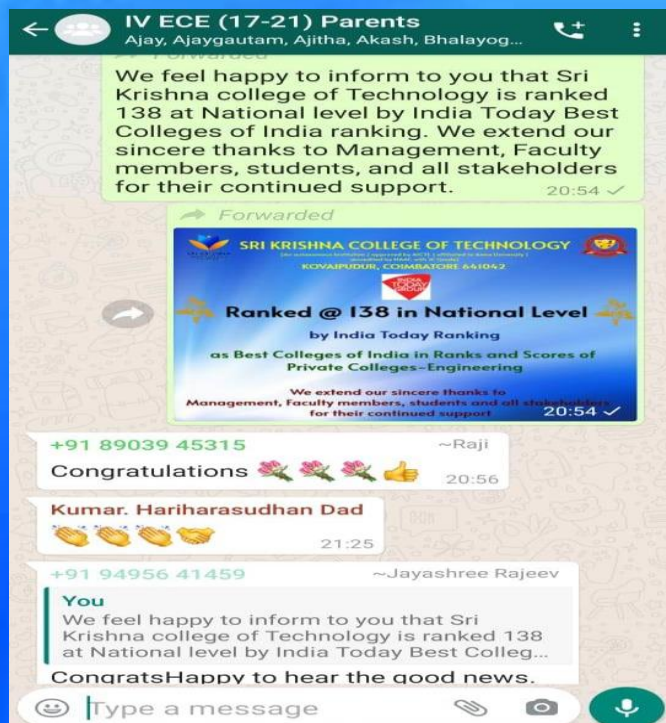 IV ECE (17-21) Parents
Ajay, Ajaygautam, Ajitha, Akash, Bhalayog...
Forwarded
We feel happy to inform to you that Sri
Krishna college of Technology is ranked
138 at National level by India Today Best
Colleges of India ranking. We extend our
sincere thanks to Management, Faculty
members, students, and all stakeholders
for their continued support.
20:54
Forwarded
SRI KRISHNA COLLEGE OF TECHNOLOGY
KOVAIPUDUR, COIMBATORE 641042
INDIA
TODAY
GROUP
Ranked @ 138 in National Level
by India Today Ranking
as Best Colleges of India in Ranks and Scores of
Private Colleges-Engineering
We extend our sincere thanks to
Management, Faculty members, students and all stakeholders
for their continued support
20:54
+91 89039 45315 ~Raji
Congratulations
20:56
Kumar. Hariharasudhan Dad
21:25
+91 94956 41459 ~Jayashree Rajeev
You
We feel happy to inform to you that Sri
Krishna college of Technology is ranked 138
at National level by India Today Best Colleg...
CongratsHappy to hear the good news.
Type a message